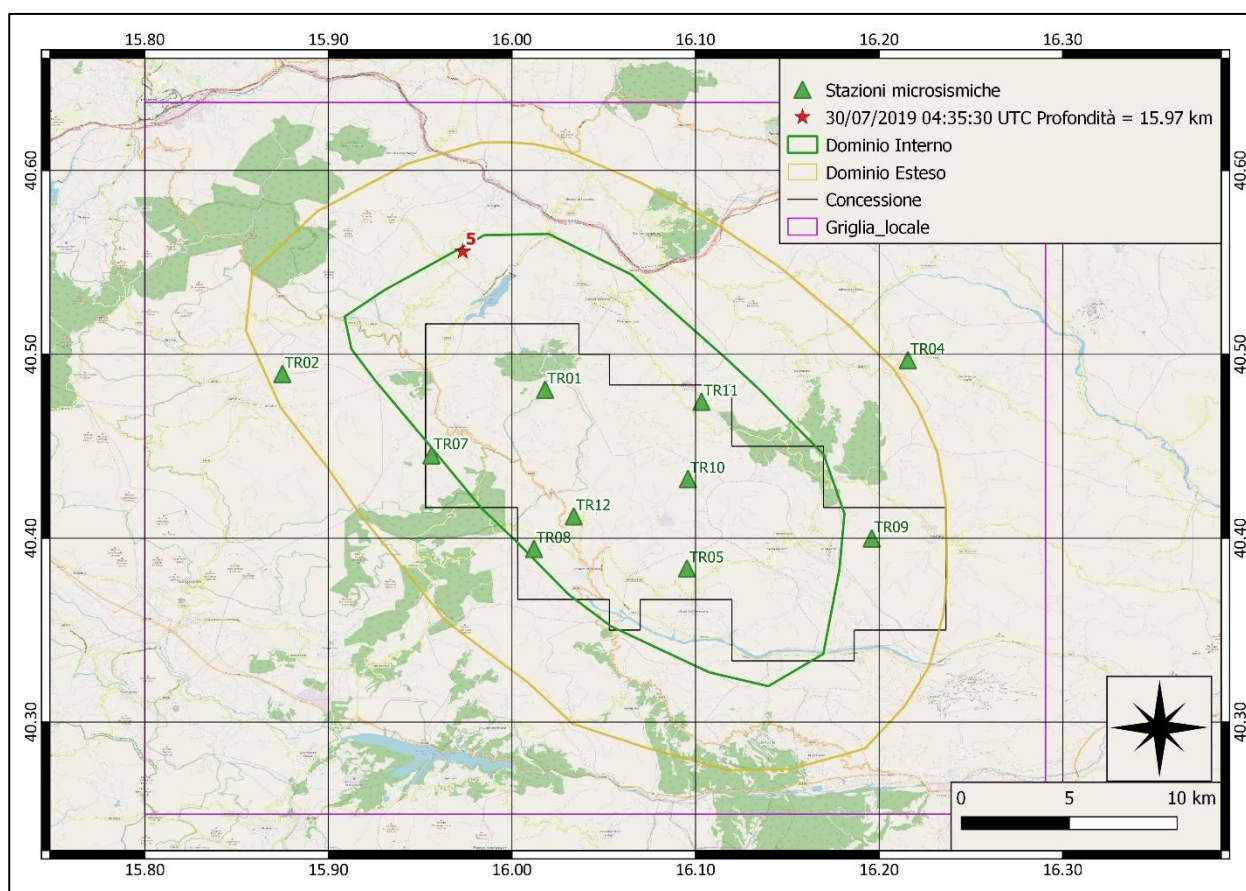 15.80 15.90 16.00 16.10 16.20 16.30
Stazioni microsismiche
30/07/2019 04:35:30 UTC Profondità = 15.97 km
Dominio Interno
Dominio Esteso
Concessione
Griglia_locale
40.60 40.60
5
40.50 40.50
TR02
TR04
TR01
TR11
TR07
TR10
TR12
40.40 40.40
TR09
TR08
TR05
40.30 40.30
0 5 10 km
15.80 15.90 16.00 16.10 16.20 16.30